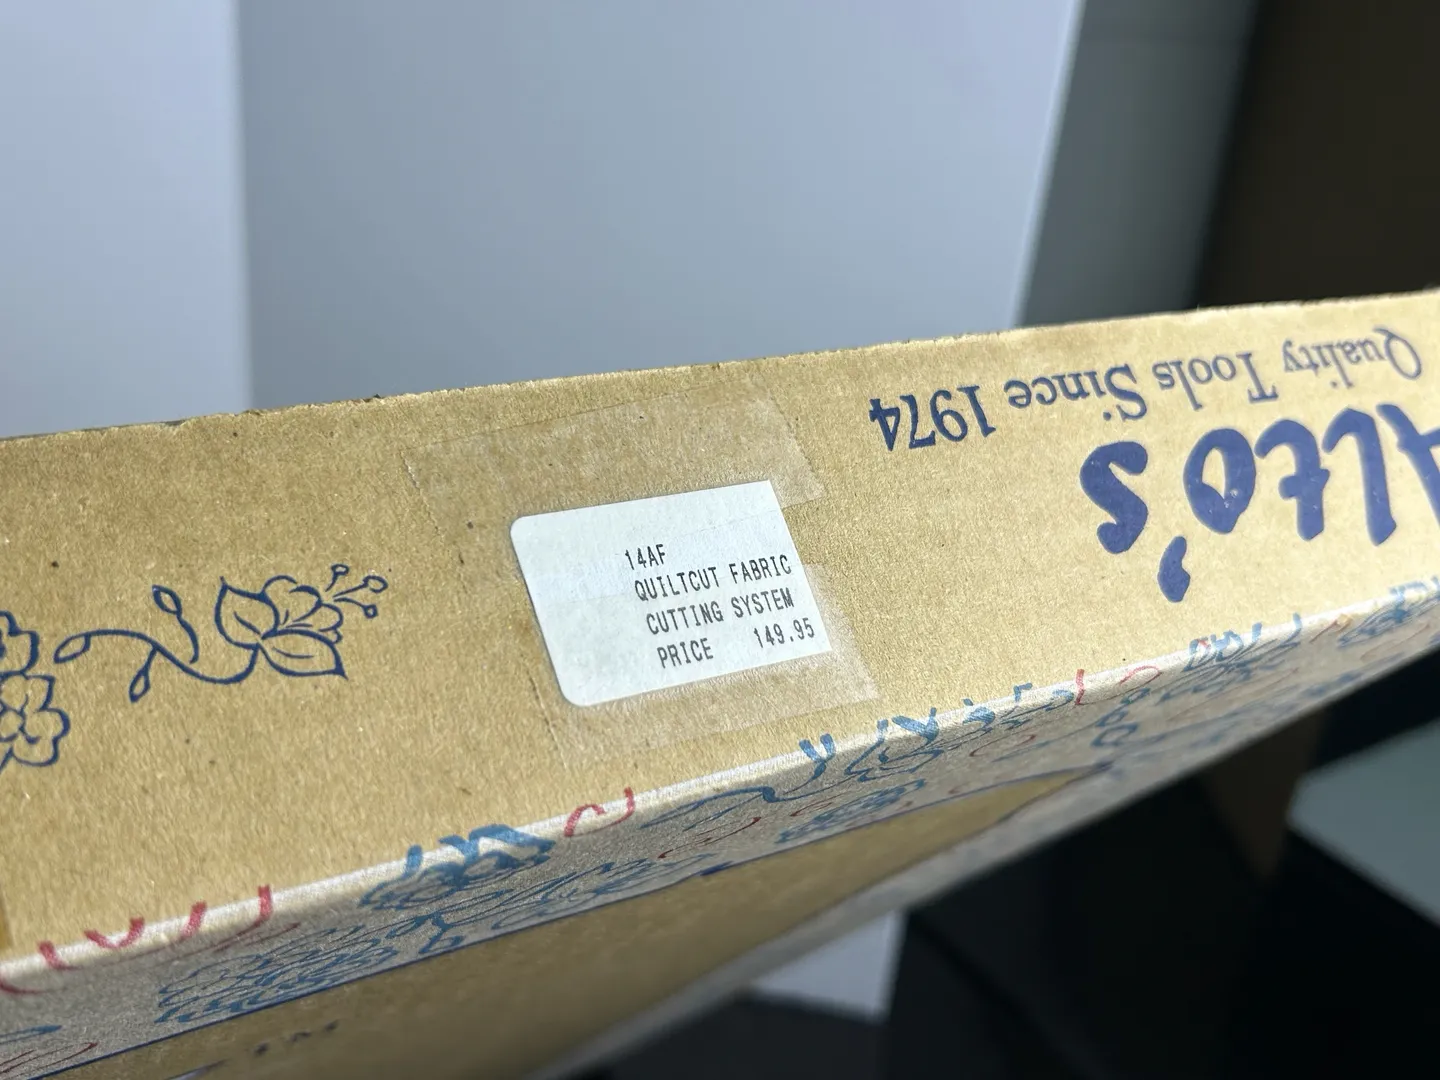 14AF
QUILTCUT FABRIC
CUTTING SYSTEM
PRICE 149.95
Alto's
Quality Tools Since 1974